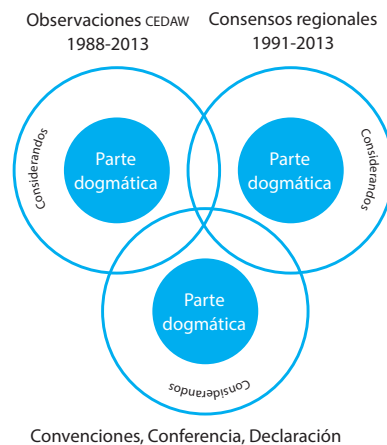 Observaciones CEDAW
1988-2013
Consensos regionales
1991-2013
Considerandos
Parte
dogmática
Parte
dogmática
Considerandos
Parte
dogmática
Considerandos
Convenciones, Conferencia, Declaración